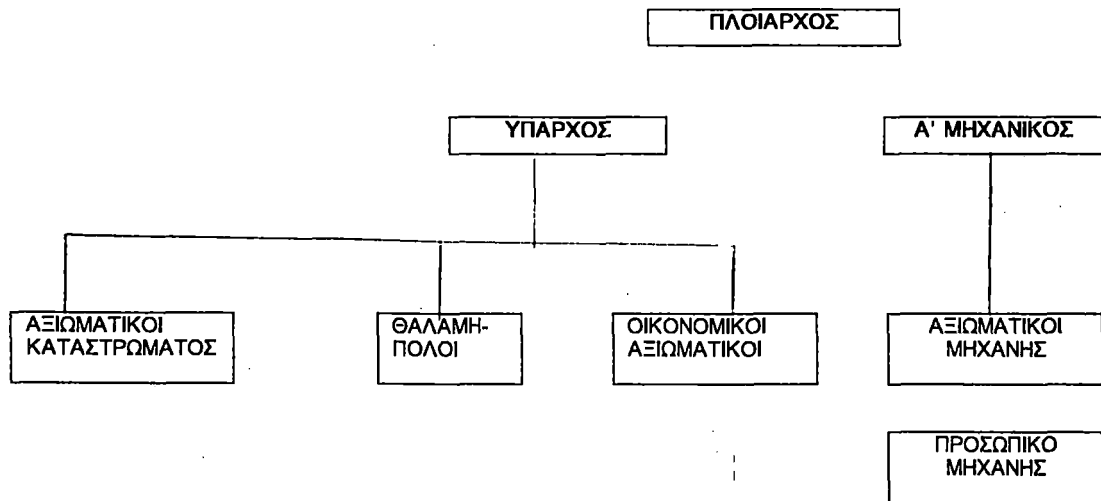 ΠΛΟΙΑΡΧΟΣ
ΥΠΑΡΧΟΣ
Α' ΜΗΧΑΝΙΚΟΣ
ΑΞΙΩΜΑΤΙΚΟΙ
ΚΑΤΑΣΤΡΩΜΑΤΟΣ
ΘΑΛΑΜΗ-
ΠΟΛΟΙ
ΟΙΚΟΝΟΜΙΚΟΙ
ΑΞΙΩΜΑΤΙΚΟΙ
ΑΞΙΩΜΑΤΙΚΟΙ
ΜΗΧΑΝΗΣ
ΠΡΟΣΩΠΙΚΟ
ΜΗΧΑΝΗΣ